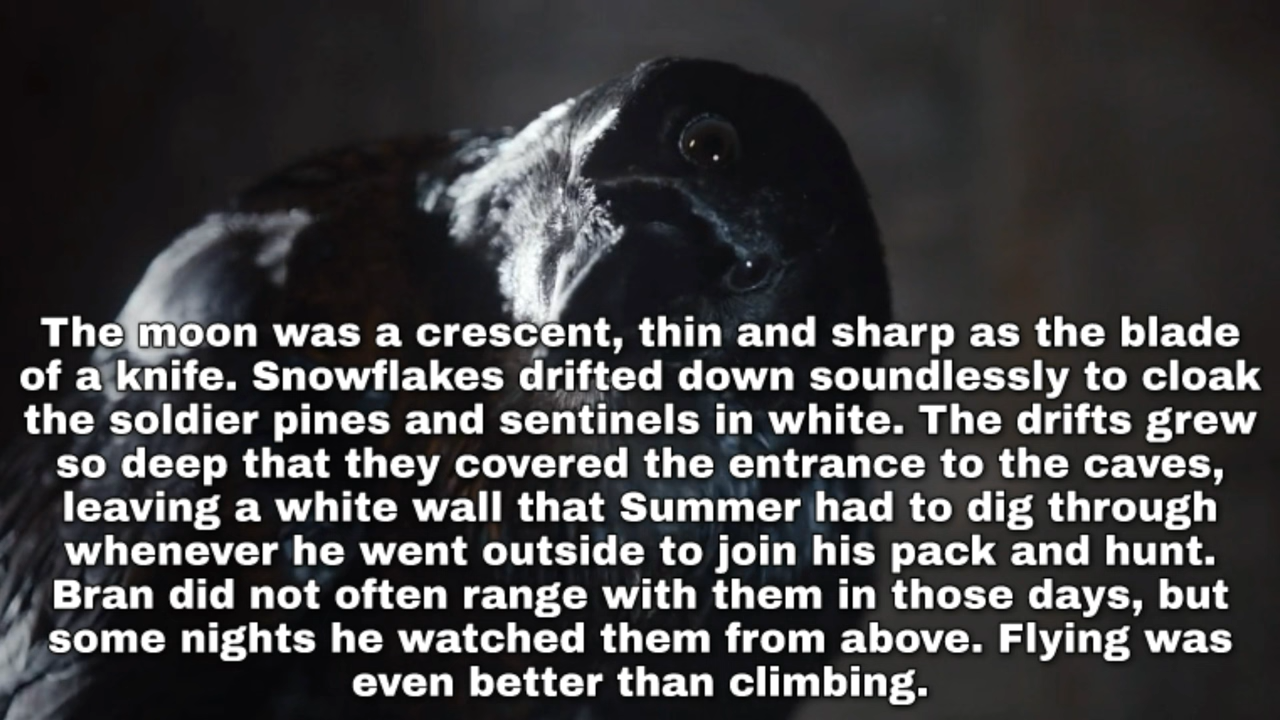 The moon was a crescent, thin and sharp as the blade
of a knife. Snowflakes drifted down soundlessly to cloak
the soldier pines and sentinels in white. The drifts grew
so deep that they covered the entrance to the caves,
leaving a white wall that Summer had to dig through
whenever he went outside to join his pack and hunt.
Bran did not often range with them in those days, but
some nights he watched them from above. Flying was
even better than climbing.